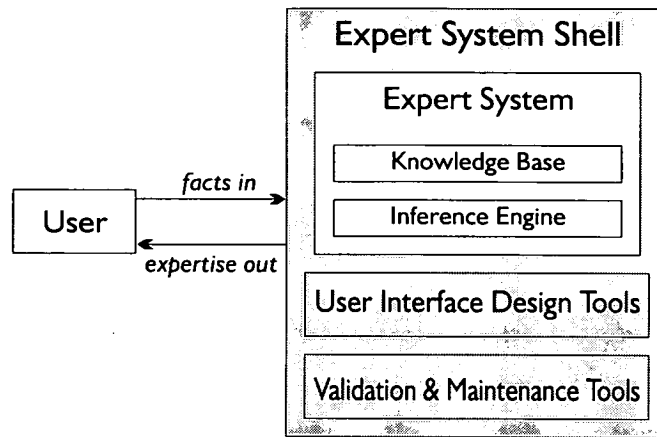 Expert System Shell
Expert System
Knowledge Base
Inference Engine
facts in
User
expertise out
User Interface Design Tools
Validation & Maintenance Tools